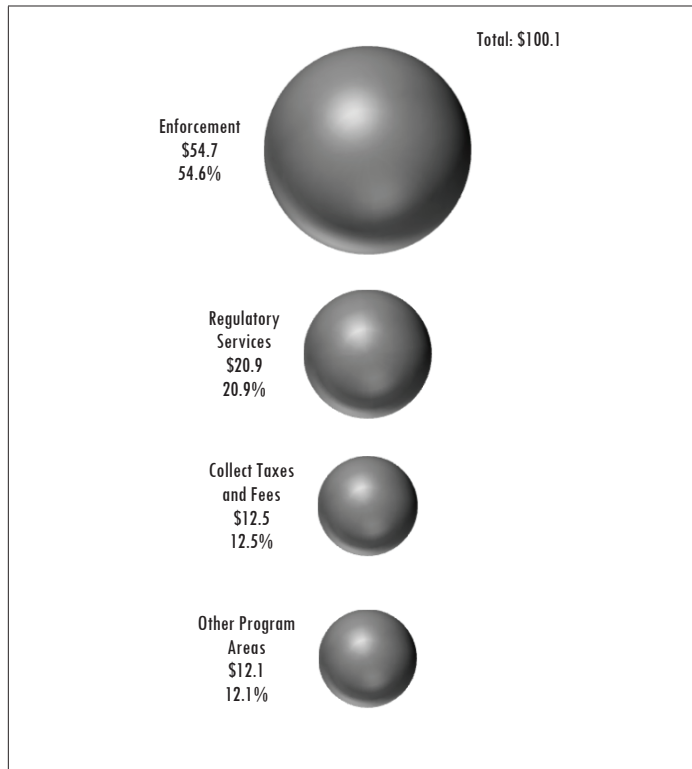 Total: $100.1
Enforcement
$54.7
54.6%
Regulatory
Services
$20.9
20.9%
Collect Taxes
and Fees
$12.5
12.5%
Other Program
Areas
$12.1
12.1%